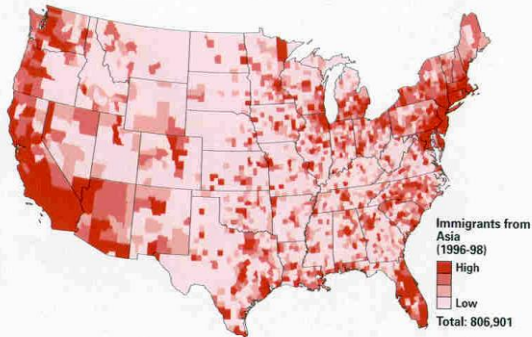 Immigrants from
Asia
(1996-98)
High
Low
Total: 806,901